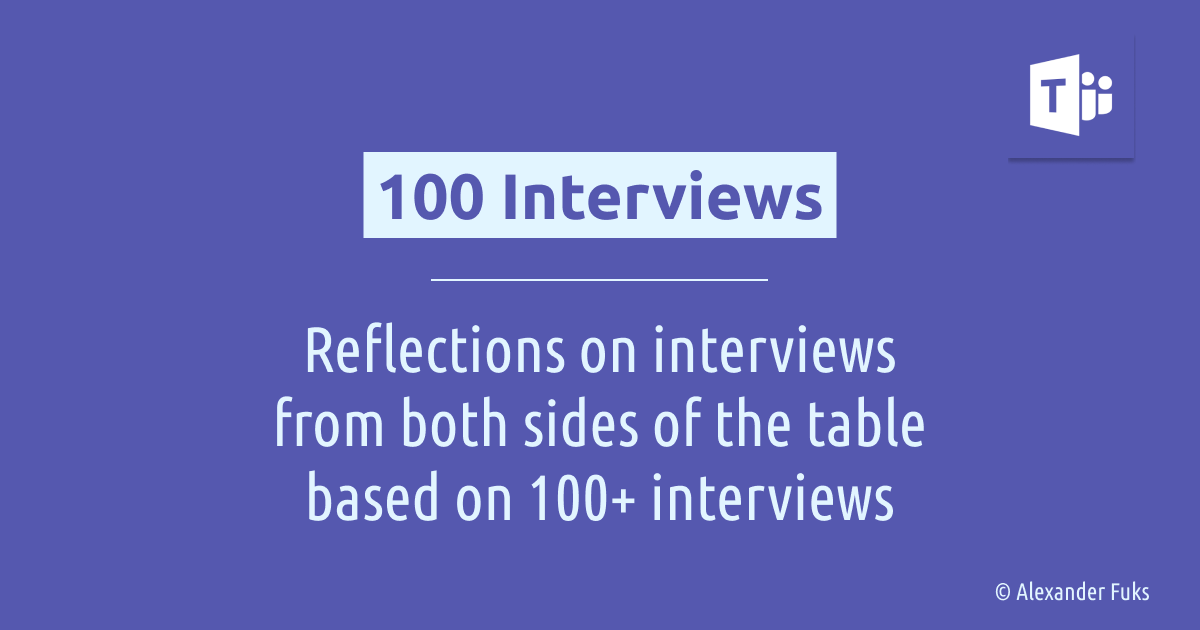 T
100 Interviews
Reflections on interviews
from both sides of the table
based on 100+ interviews
© Alexander Fuks